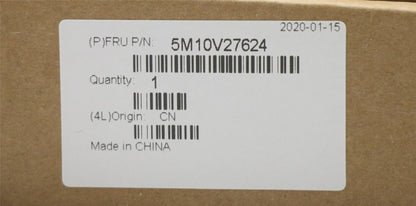 2020-01-15
(P)FRU P/N: 5M10V27624
Quantity: 1
(4L)Origin: CN
Made in CHINA